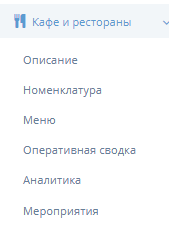 Кафе и рестораны
Описание
Номенклатура
Меню
Оперативная сводка
Аналитика
Мероприятия